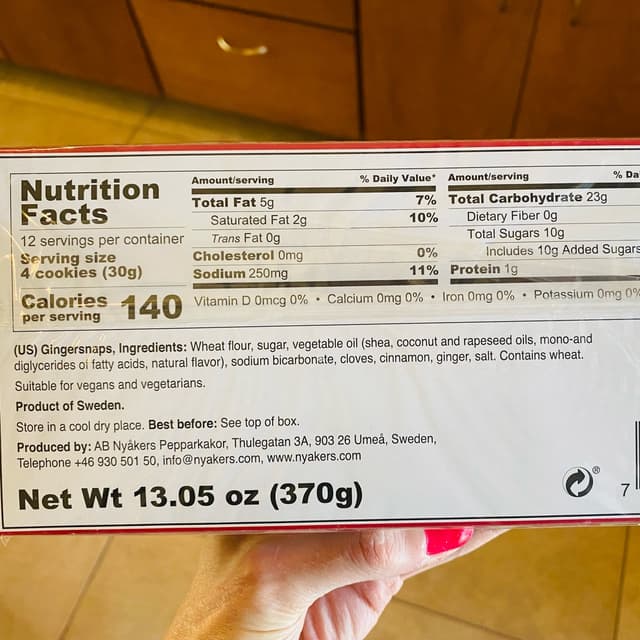 Nutrition
Facts
12 servings per container
Serving size
4 cookies (30g)
Calories
per serving
140
Amount/serving % Daily Value*
Total Fat 5g 7%
Saturated Fat 2g 10%
Trans Fat 0g
Cholesterol 0mg 0%
Sodium 250mg 11%
Amount/serving % Da
Total Carbohydrate 23g
Dietary Fiber 0g
Total Sugars 10g
Includes 10g Added Sugars
Protein 1g
Vitamin D 0mcg 0% • Calcium 0mg 0% • Iron 0mg 0% • Potassium 0mg 0%
(US) Gingersnaps, Ingredients: Wheat flour, sugar, vegetable oil (shea, coconut and rapeseed oils, mono-and
diglycerides of fatty acids, natural flavor), sodium bicarbonate, cloves, cinnamon, ginger, salt. Contains wheat.
Suitable for vegans and vegetarians.
Product of Sweden.
Store in a cool dry place. Best before: See top of box.
Produced by: AB Nyåkers Pepparkakor, Thulegatan 3A, 903 26 Umeå, Sweden,
Telephone +46 930 501 50, info@nyakers.com, www.nyakers.com
Net Wt 13.05 oz (370g)
®
7